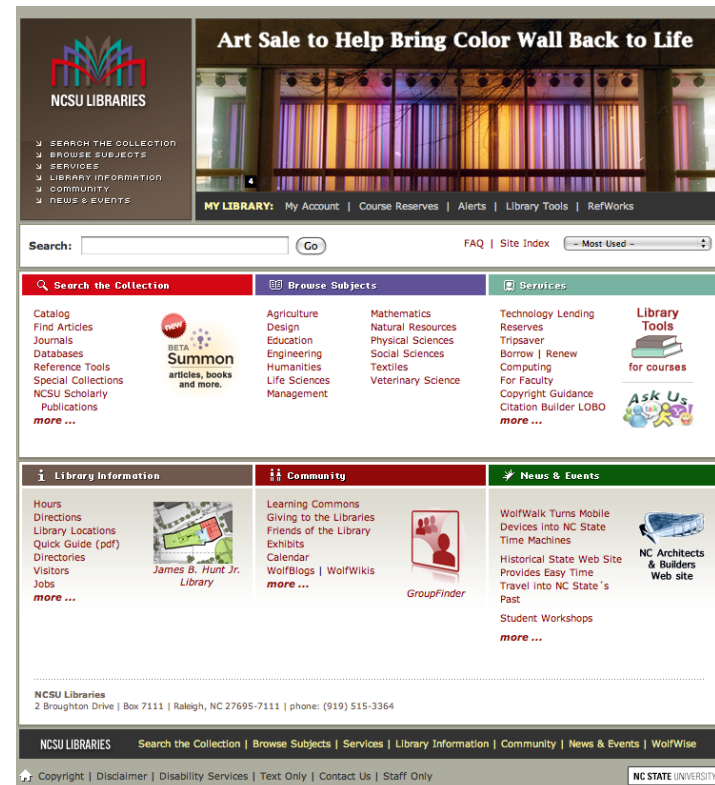 Art Sale to Help Bring Color Wall Back to Life
NCSU LIBRARIES
SEARCH THE COLLECTION
BROWSE SUBJECTS
SERVICES
LIBRARY INFORMATION
COMMUNITY
NEWS & EVENTS
4
MY LIBRARY: My Account | Course Reserves | Alerts | Library Tools | RefWorks
Search: Go FAQ | Site Index – Most Used –
Search the Collection
Catalog
Find Articles
Journals
Databases
Reference Tools
Special Collections
NCSU Scholarly
Publications
more ...
new
BETA
Summon
articles, books
and more.
Browse Subjects
Agriculture
Design
Education
Engineering
Humanities
Life Sciences
Management
Mathematics
Natural Resources
Physical Sciences
Social Sciences
Textiles
Veterinary Science
Services
Technology Lending
Reserves
Tripsaver
Borrow | Renew
Computing
For Faculty
Copyright Guidance
Citation Builder LOBO
more ...
Library
Tools
for courses
Ask Us
talk
Library Information
Hours
Directions
Library Locations
Quick Guide (pdf)
Directories
Visitors
Jobs
more ...
James B. Hunt Jr.
Library
Community
Learning Commons
Giving to the Libraries
Friends of the Library
Exhibits
Calendar
WolfBlogs | WolfWikis
more ...
GroupFinder
News & Events
WolfWalk Turns Mobile
Devices into NC State
Time Machines
Historical State Web Site
Provides Easy Time
Travel into NC State´s
Past
Student Workshops
more ...
NC Architects
& Builders
Web site
NCSU Libraries
2 Broughton Drive | Box 7111 | Raleigh, NC 27695-7111 | phone: (919) 515-3364
NCSU LIBRARIES Search the Collection | Browse Subjects | Services | Library Information | Community | News & Events | WolfWise
Copyright | Disclaimer | Disability Services | Text Only | Contact Us | Staff Only
NC STATE UNIVERSITY